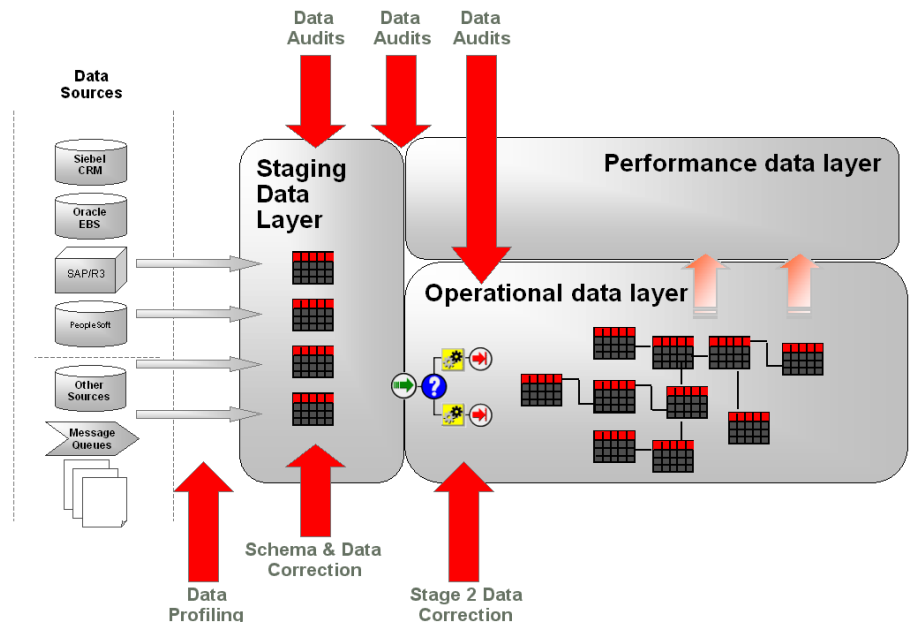 Data
Audits
Data
Audits
Data
Audits
Data
Sources
Siebel
CRM
Oracle
EBS
SAP/R3
PeopleSoft
Other
Sources
Message
Queues
Staging
Data
Layer
Performance data layer
Operational data layer
?
Schema & Data
Correction
Data
Profiling
Stage 2 Data
Correction